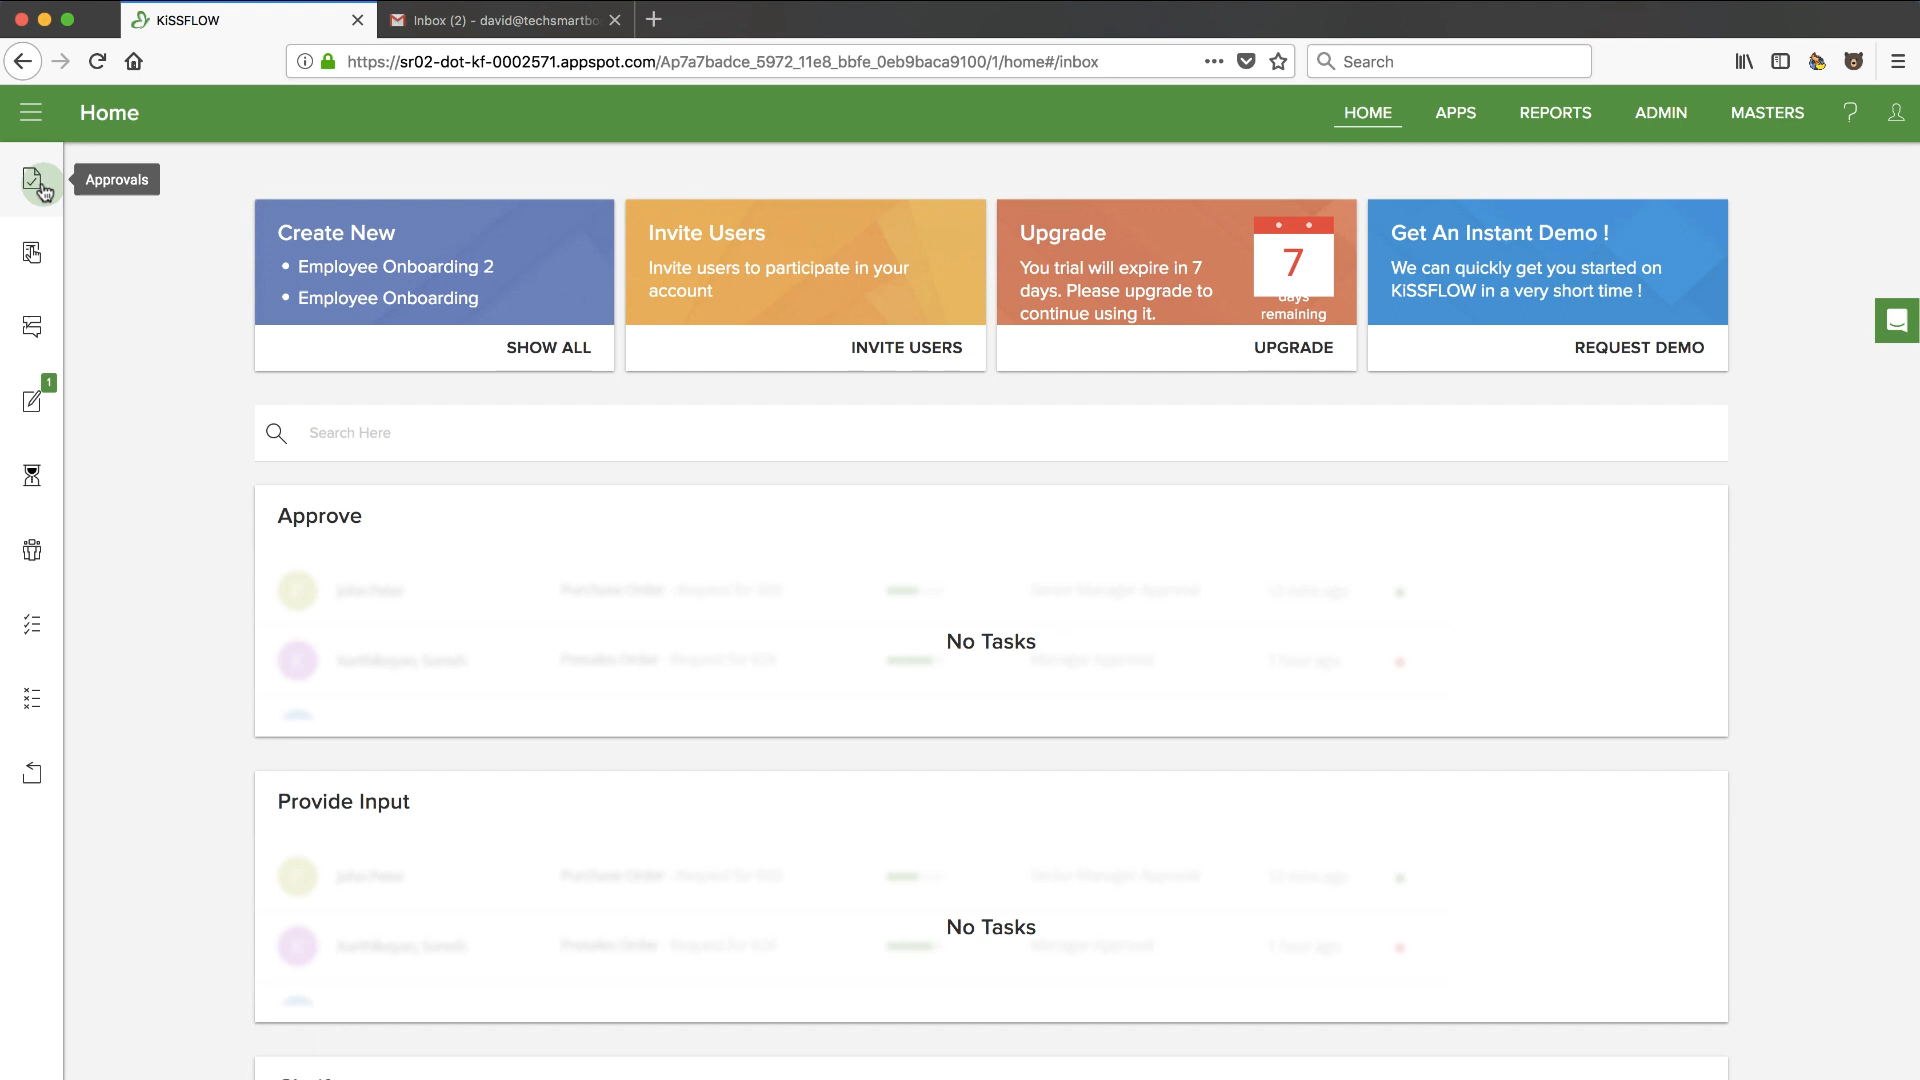 KiSSFLOW
Inbox (2) - david@techsmartbo
https://sr02-dot-kf-0002571.appspot.com/Ap7a7badce_5972_11e8_bbfe_0eb9baca9100/1/home#/inbox
Search
Home
HOME
APPS
REPORTS
ADMIN
MASTERS
?
Approvals
1
Create New
• Employee Onboarding 2
• Employee Onboarding
SHOW ALL
Invite Users
Invite users to participate in your
account
INVITE USERS
Upgrade
You trial will expire in 7
days. Please upgrade to
continue using it.
7
days
remaining
UPGRADE
Get An Instant Demo !
We can quickly get you started on
KiSSFLOW in a very short time !
REQUEST DEMO
Search Here
Approve
No Tasks
Provide Input
No Tasks